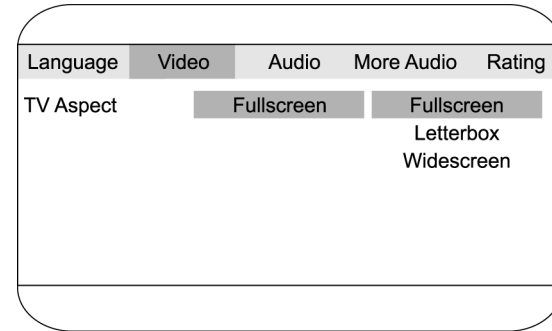 Language Video Audio More Audio Rating
TV Aspect Fullscreen Fullscreen
Letterbox
Widescreen